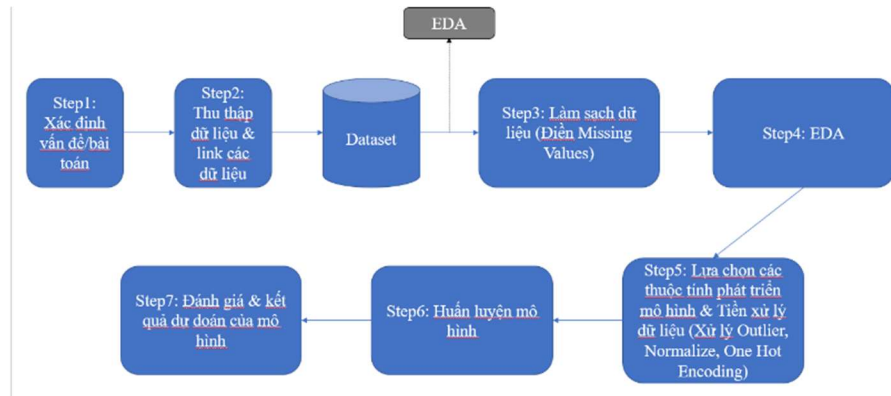 EDA
Step1:
Xác định
vấn đề/bài
toán
Step2:
Thu thập
dữ liệu &
link các
dữ liệu
Dataset
Step3: Làm sạch dữ
liệu (Điền Missing
Values)
Step4: EDA
Step5: Lựa chọn các
thuộc tính phát triển
mô hình & Tiền xử lý
dữ liệu (Xử lý Outlier,
Normalize, One Hot
Encoding)
Step6: Huấn luyện mô
hình
Step7: Đánh giá & kết
quả dự doán của mô
hình